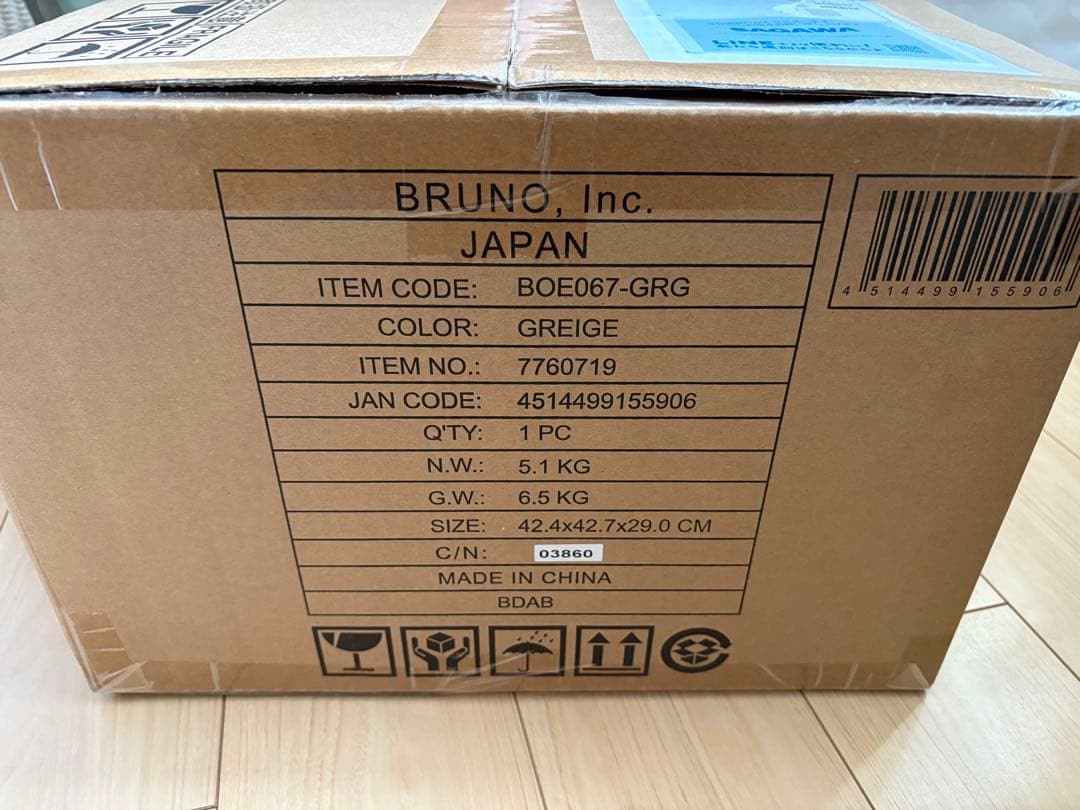 SAGAWA
LINE
BRUNO, Inc.
JAPAN
ITEM CODE: BOE067-GRG
COLOR: GREIGE
ITEM NO.: 7760719
JAN CODE: 4514499155906
Q'TY: 1 PC
N.W.: 5.1 KG
G.W.: 6.5 KG
SIZE: 42.4x42.7x29.0 CM
C/N: 03860
MADE IN CHINA
BDAB
4 514499 155906